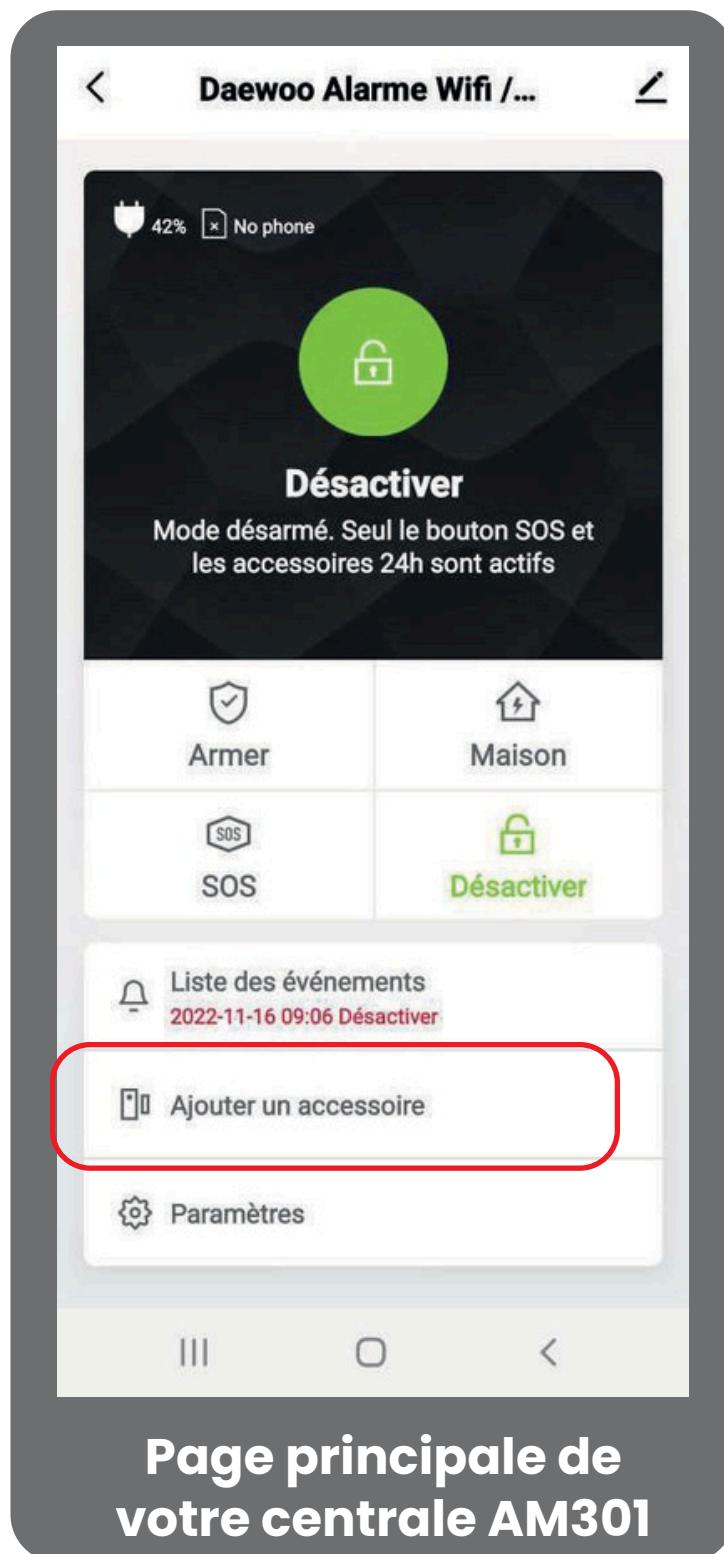 Daewoo Alarme Wifi /...
42% No phone
Désactiver
Mode désarmé. Seul le bouton SOS et
les accessoires 24h sont actifs
Armer
Maison
SOS
SOS
Désactiver
Liste des événements
2022-11-16 09:06 Désactiver
Ajouter un accessoire
Paramètres
Page principale de
votre centrale AM301